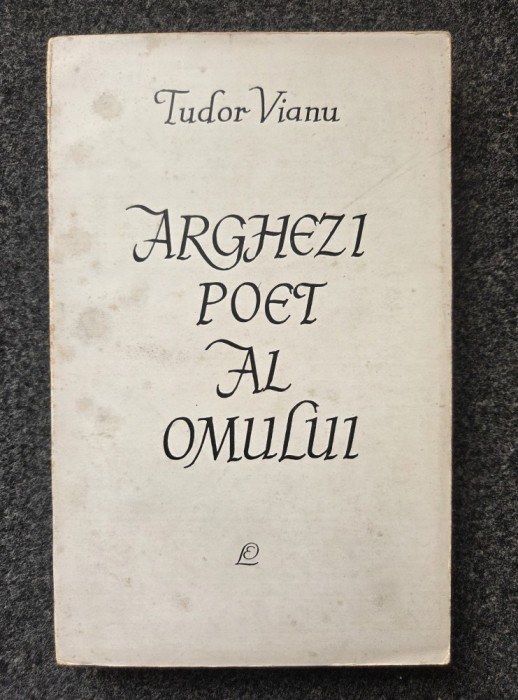 Tudor Vianu
ARGHEZI
POET
AL
OMULUI